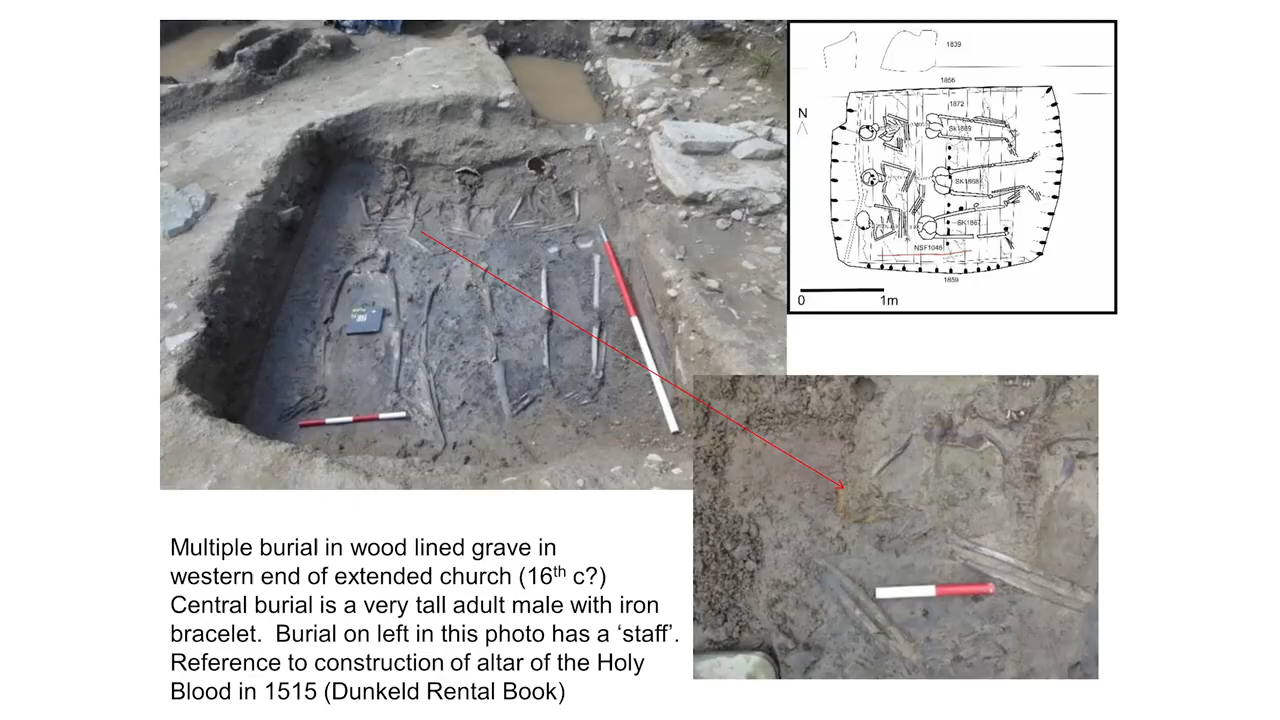 1839
1856
1872
N
Sk1869
SK1868
SK1867
NSF1046
1859
0 1m
Multiple burial in wood lined grave in
western end of extended church (16th c?)
Central burial is a very tall adult male with iron
bracelet. Burial on left in this photo has a ‘staff’.
Reference to construction of altar of the Holy
Blood in 1515 (Dunkeld Rental Book)